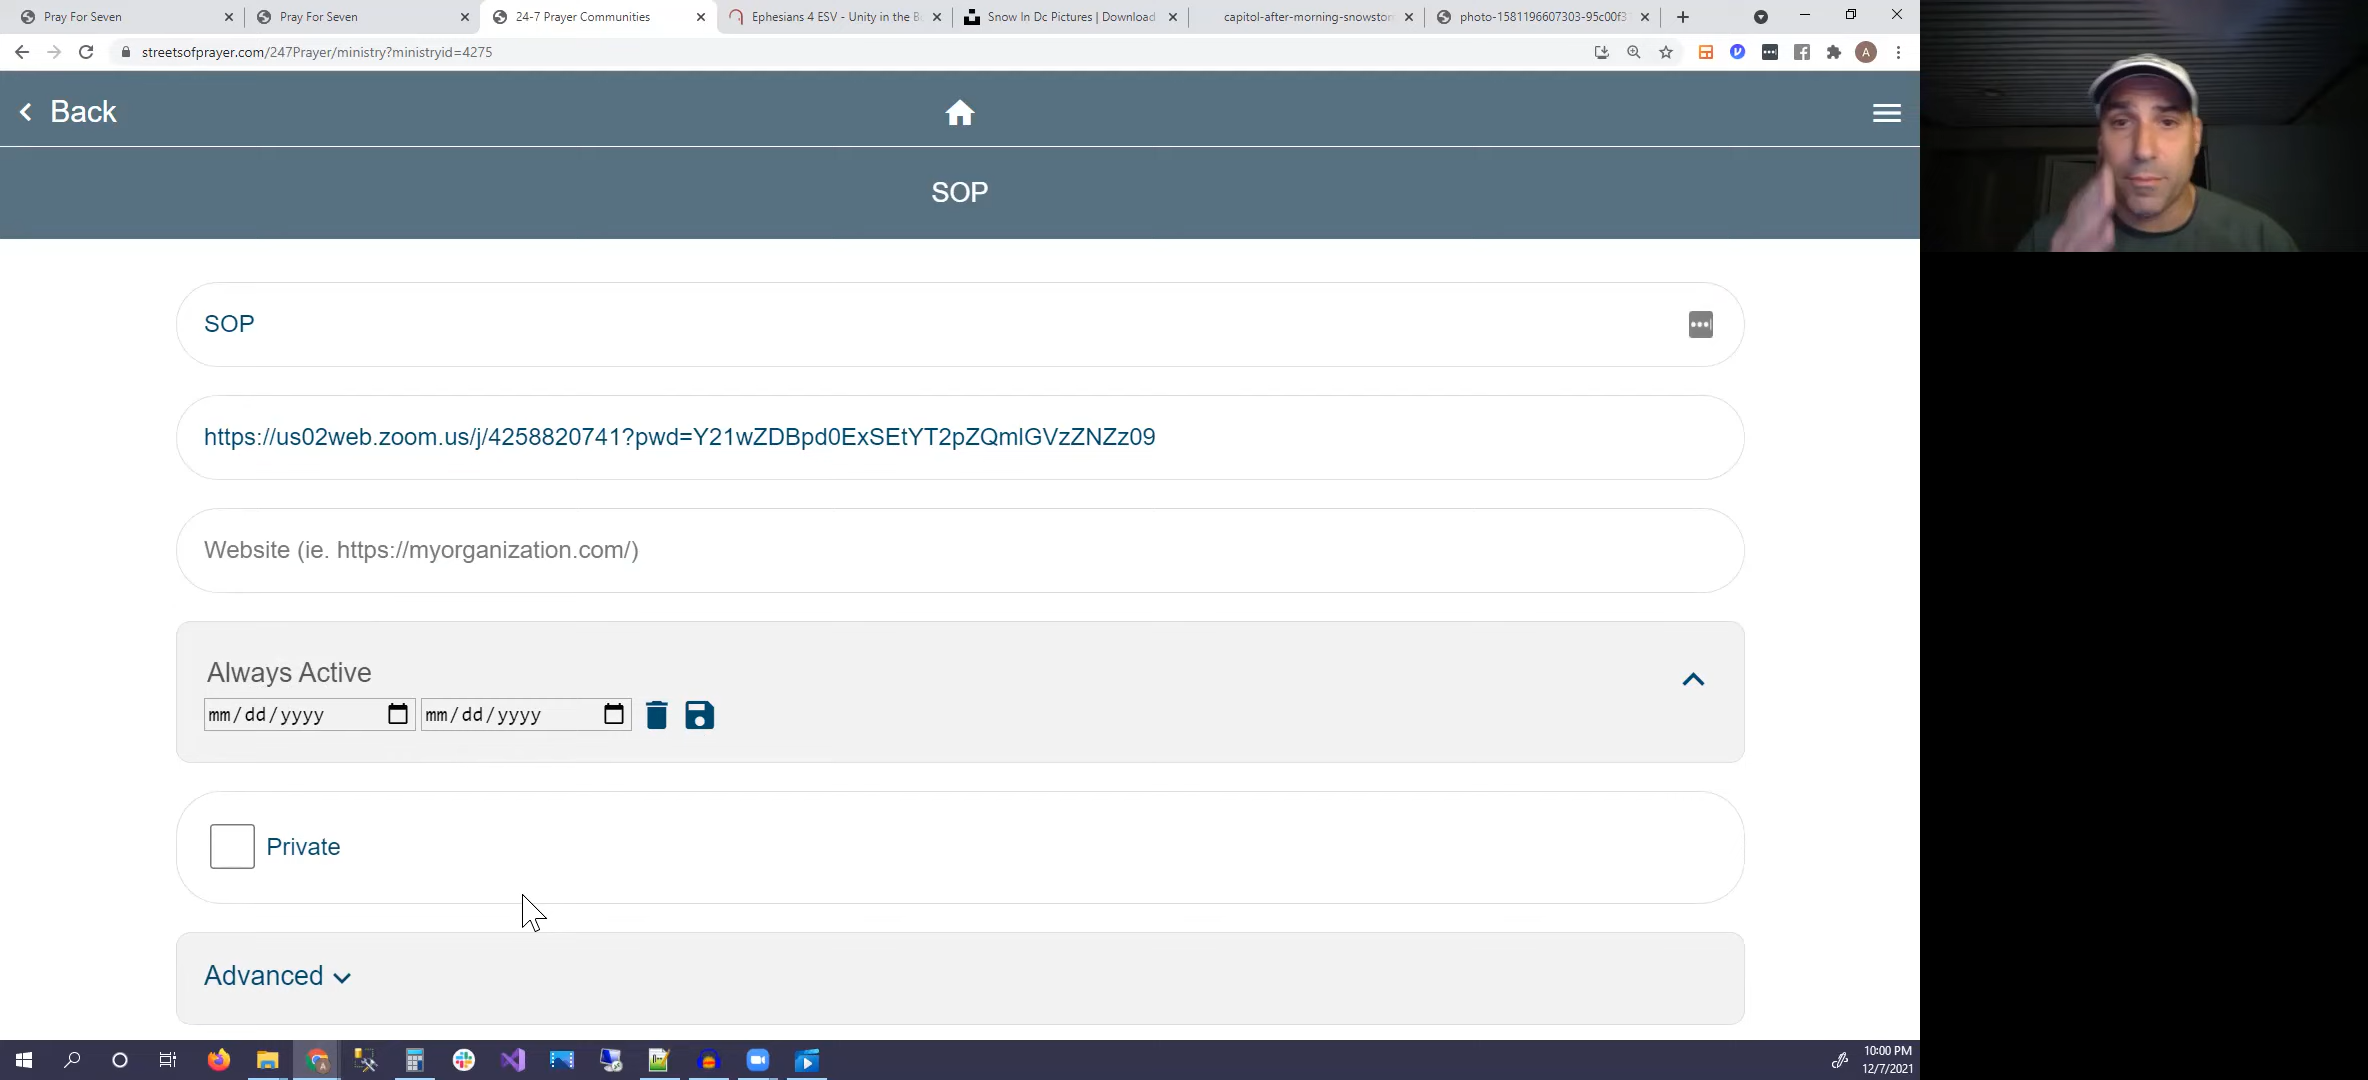 Pray For Seven
Pray For Seven
24-7 Prayer Communities
Ephesians 4 ESV - Unity in the B
Snow In Dc Pictures | Download
capitol-after-morning-snowstor
photo-1581196607303-95c00f3
streetsofprayer.com/247Prayer/ministry?ministryid=4275
A
Back
SOP
SOP
https://us02web.zoom.us/j/4258820741?pwd=Y21wZDBpd0ExSEtYT2pZQmlGVzZNZz09
Website (ie. https://myorganization.com/)
Always Active
mm/dd/yyyy mm/dd/yyyy
Private
Advanced
10:00 PM
12/7/2021